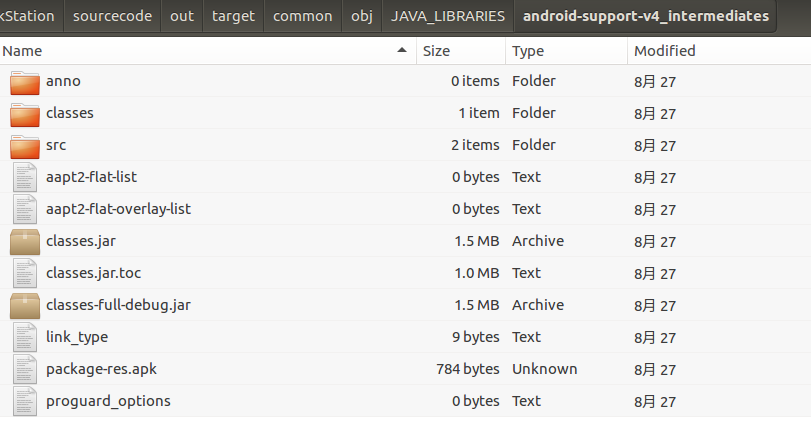 kStation sourcecode out target common obj JAVA_LIBRARIES android-support-v4_intermediates
Name Size Type Modified
anno 0 items Folder 8月 27
classes 1 item Folder 8月 27
src 2 items Folder 8月 27
aapt2-flat-list 0 bytes Text 8月 27
aapt2-flat-overlay-list 0 bytes Text 8月 27
classes.jar 1.5 MB Archive 8月 27
classes.jar.toc 1.0 MB Text 8月 27
classes-full-debug.jar 1.5 MB Archive 8月 27
link_type 9 bytes Text 8月 27
package-res.apk 784 bytes Unknown 8月 27
proguard_options 0 bytes Text 8月 27